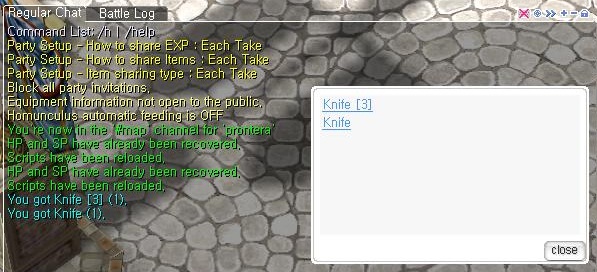 Regular Chat
Battle Log
Command List: /h | /help
Party Setup - How to share EXP : Each Take
Party Setup - How to share Items : Each Take
Party Setup - Item sharing type : Each Take
Block all party invitations.
Equipment information not open to the public.
Homunculus automatic feeding is OFF
You're now in the '#map' channel for 'prontera'
HP and SP have already been recovered.
Scripts have been reloaded.
HP and SP have already been recovered.
Scripts have been reloaded.
You got Knife [3] (1).
You got Knife (1).
Knife [3]
Knife
close